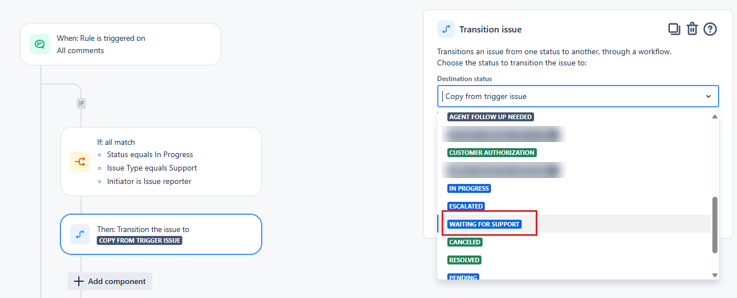 When: Rule is triggered on
All comments
IF
If: all match
Status equals In Progress
Issue Type equals Support
Initiator is Issue reporter
Then: Transition the issue to
COPY FROM TRIGGER ISSUE
Add component
Transition issue
Transitions an issue from one status to another, through a workflow.
Choose the status to transition the issue to:
Destination status
Copy from trigger issue
AGENT FOLLOW UP NEEDED
CUSTOMER AUTHORIZATION
IN PROGRESS
ESCALATED
WAITING FOR SUPPORT
CANCELED
RESOLVED
PENDING